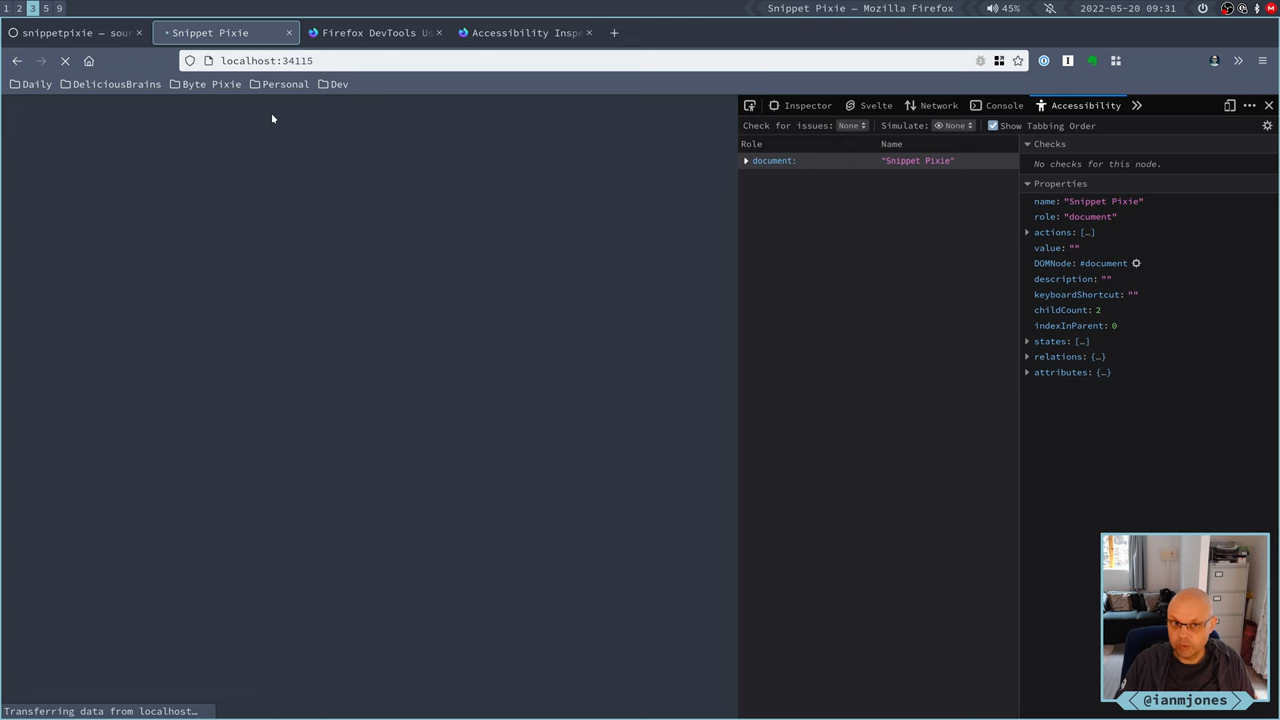 1 2 3 5 9
Snippet Pixie — Mozilla Firefox
45%
2022-05-20 09:31
snippetpixie — sou
Snippet Pixie
Firefox DevTools Us
Accessibility Inspe
localhost:34115
Daily
DeliciousBrains
Byte Pixie
Personal
Dev
Inspector
Svelte
Network
Console
Accessibility
Check for issues: None
Simulate: None
Show Tabbing Order
Role
Name
Checks
document:
"Snippet Pixie"
No checks for this node.
Properties
name: "Snippet Pixie"
role: "document"
actions: […]
value: ""
DOMNode: #document
description: ""
keyboardShortcut: ""
childCount: 2
indexInParent: 0
states: […]
relations: {…}
attributes: {…}
@ianmjones
Transferring data from localhost…